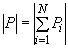 |P| = |∑_{i=1}^{N} P_i|